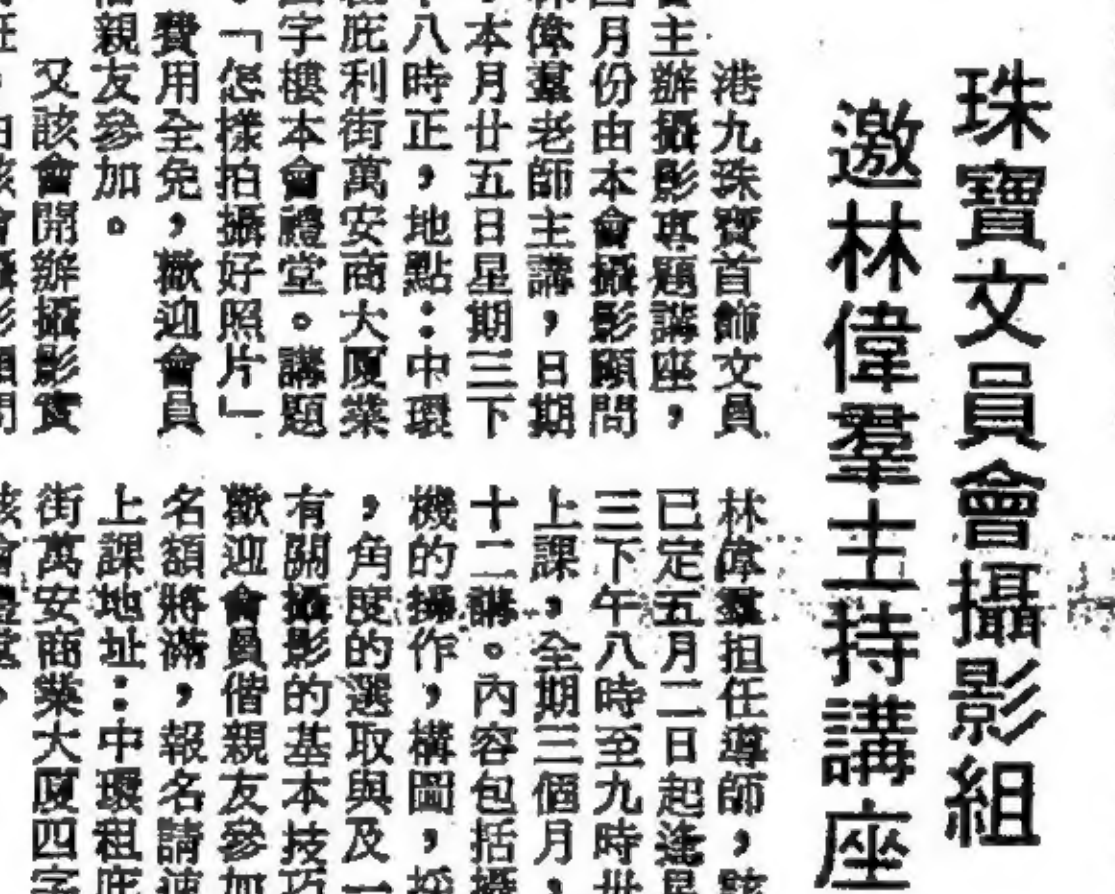 珠寶文員會攝影組
邀林偉羣主持講座
港九珠寶首飾文員
主辦攝影專題講座，
月份由本會攝影顧問
偉羣老師主講，日期
本月廿五日星期三下
八時正，地點：中環
庇利街萬安商大厦業
字樓本會禮堂。講題
「怎樣拍攝好照片」
費用全免，歡迎會員
親友參加。
又該會開辦攝影實
林偉羣担任導師，該
已定五月二日起逢星
三下午八時至九時卅
上課，全期三個月，
十二講。內容包括攝
機的操作，構圖，採
，角度的選取與及一
有關攝影的基本技巧
歡迎會員偕親友參加
名額將滿，報名請速
上課地址：中環租庇
街萬安商業大厦四字
該會禮堂。